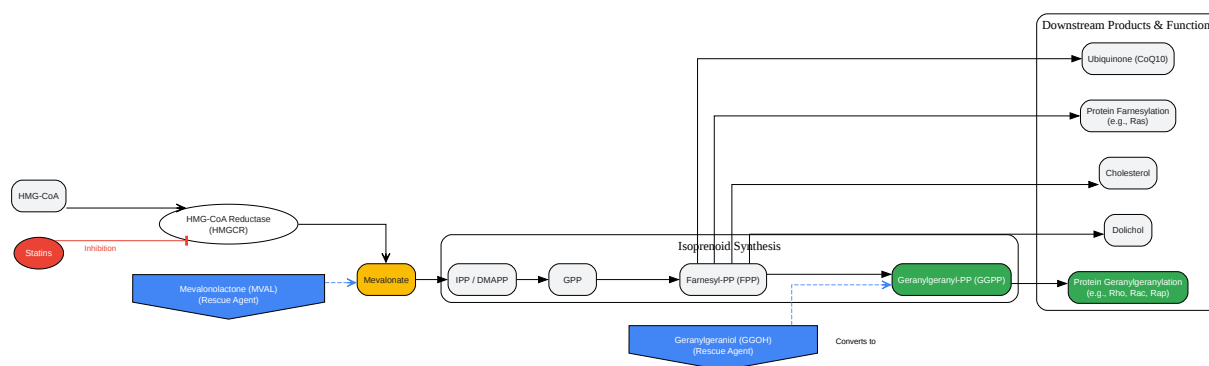 Downstream Products & Function
Ubiquinone (CoQ10)
Protein Farnesylation
(e.g., Ras)
Cholesterol
HMG-CoA
HMG-CoA Reductase
(HMGCR)
Statins
Inhibition
Dolichol
Isoprenoid Synthesis
Mevalonolactone (MVAL)
(Rescue Agent)
Mevalonate
IPP / DMAPP
GPP
Farnesyl-PP (FPP)
Geranylgeranyl-PP (GGPP)
Protein Geranylgeranylation
(e.g., Rho, Rac, Rap)
Geranylgeraniol (GGOH)
(Rescue Agent)
Converts to